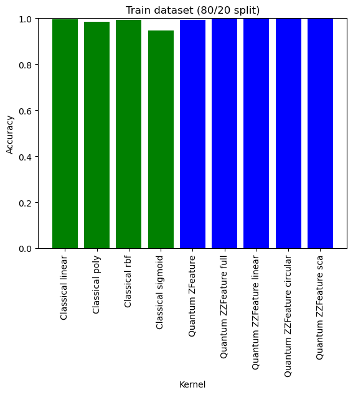 Train dataset (80/20 split)
1.0
0.8
0.6
0.4
0.2
0.0
Accuracy
Classical linear
Classical poly
Classical rbf
Classical sigmoid
Quantum ZFeature
Quantum ZZFeature full
Quantum ZZFeature linear
Quantum ZZFeature circular
Quantum ZZFeature sca
Kernel